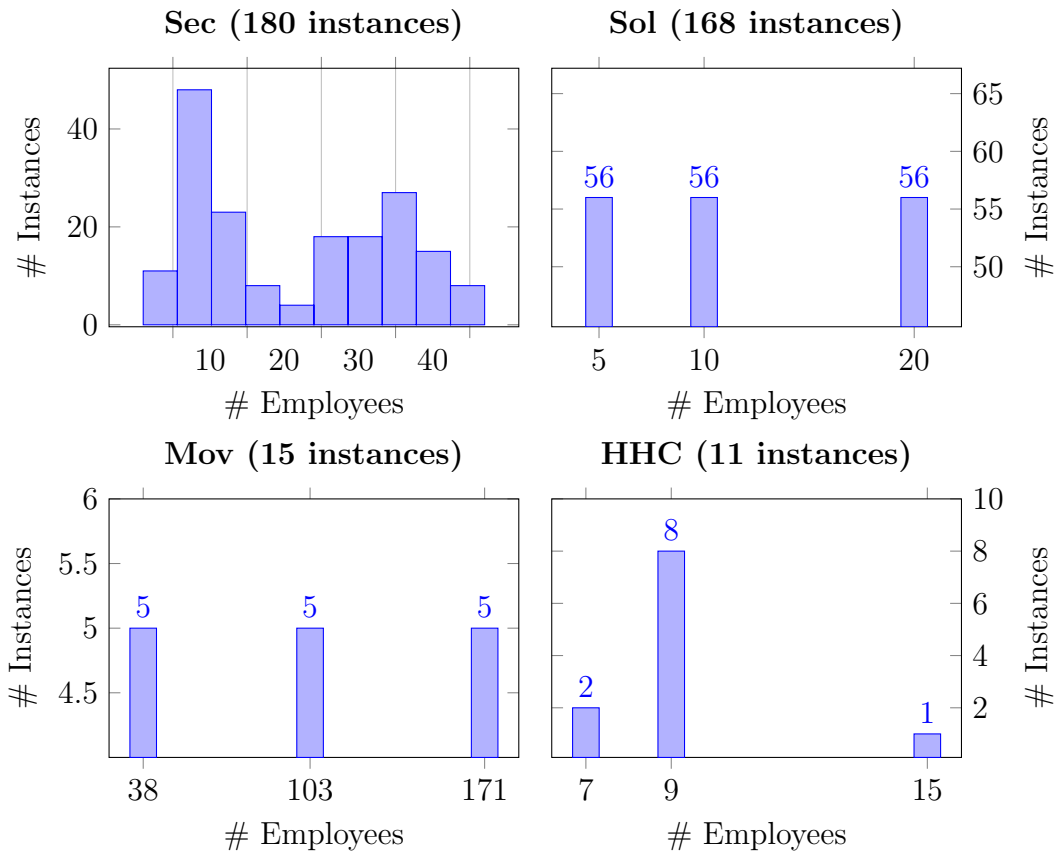 Sec (180 instances)
# Instances
40
20
0
10 20 30 40
# Employees
Sol (168 instances)
56 56 56
65
60
55
50
# Instances
5 10 20
# Employees
Mov (15 instances)
# Instances
6
5.5
5
4.5
5 5 5
38 103 171
# Employees
HHC (11 instances)
2 8 1
10
8
6
4
2
# Instances
7 9 15
# Employees